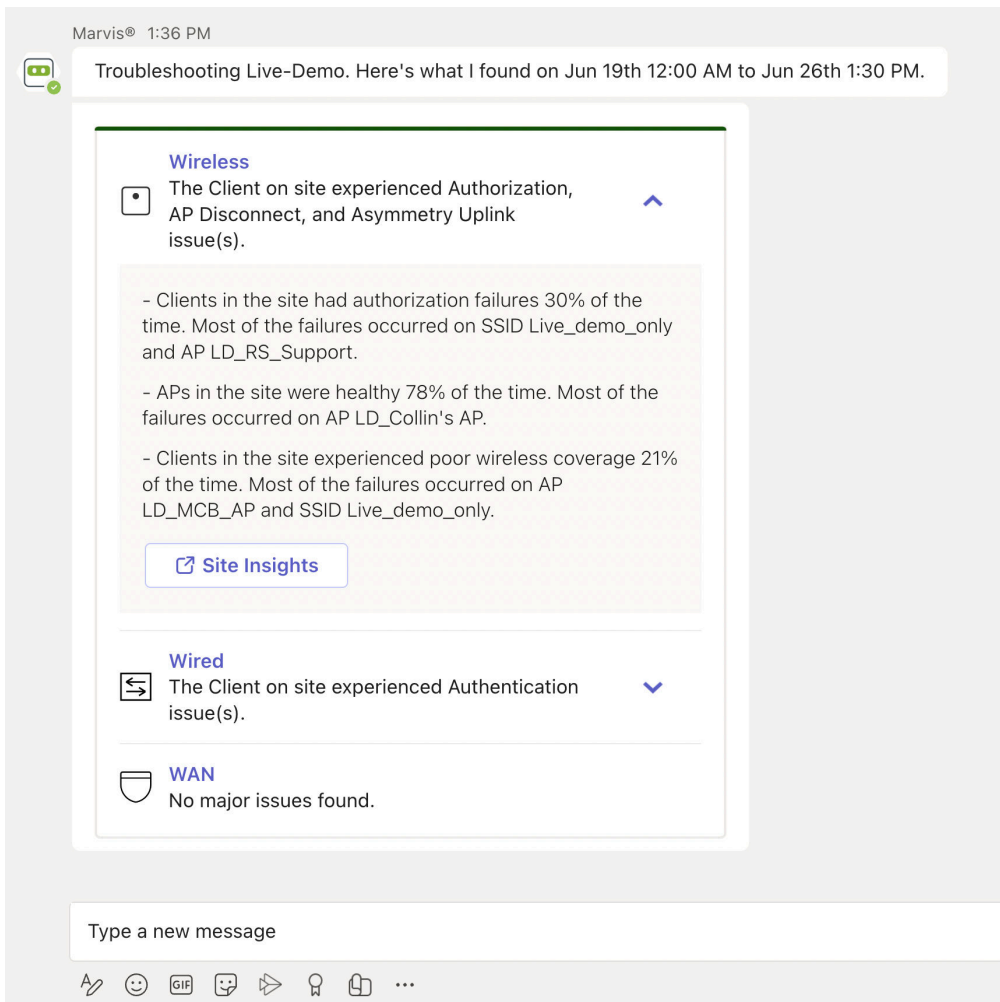 Marvis® 1:36 PM
Troubleshooting Live-Demo. Here's what I found on Jun 19th 12:00 AM to Jun 26th 1:30 PM.
Wireless
The Client on site experienced Authorization,
AP Disconnect, and Asymmetry Uplink
issue(s).
- Clients in the site had authorization failures 30% of the
time. Most of the failures occurred on SSID Live_demo_only
and AP LD_RS_Support.
- APs in the site were healthy 78% of the time. Most of the
failures occurred on AP LD_Collin's AP.
- Clients in the site experienced poor wireless coverage 21%
of the time. Most of the failures occurred on AP
LD_MCB_AP and SSID Live_demo_only.
Site Insights
Wired
The Client on site experienced Authentication
issue(s).
WAN
No major issues found.
Type a new message
GIF